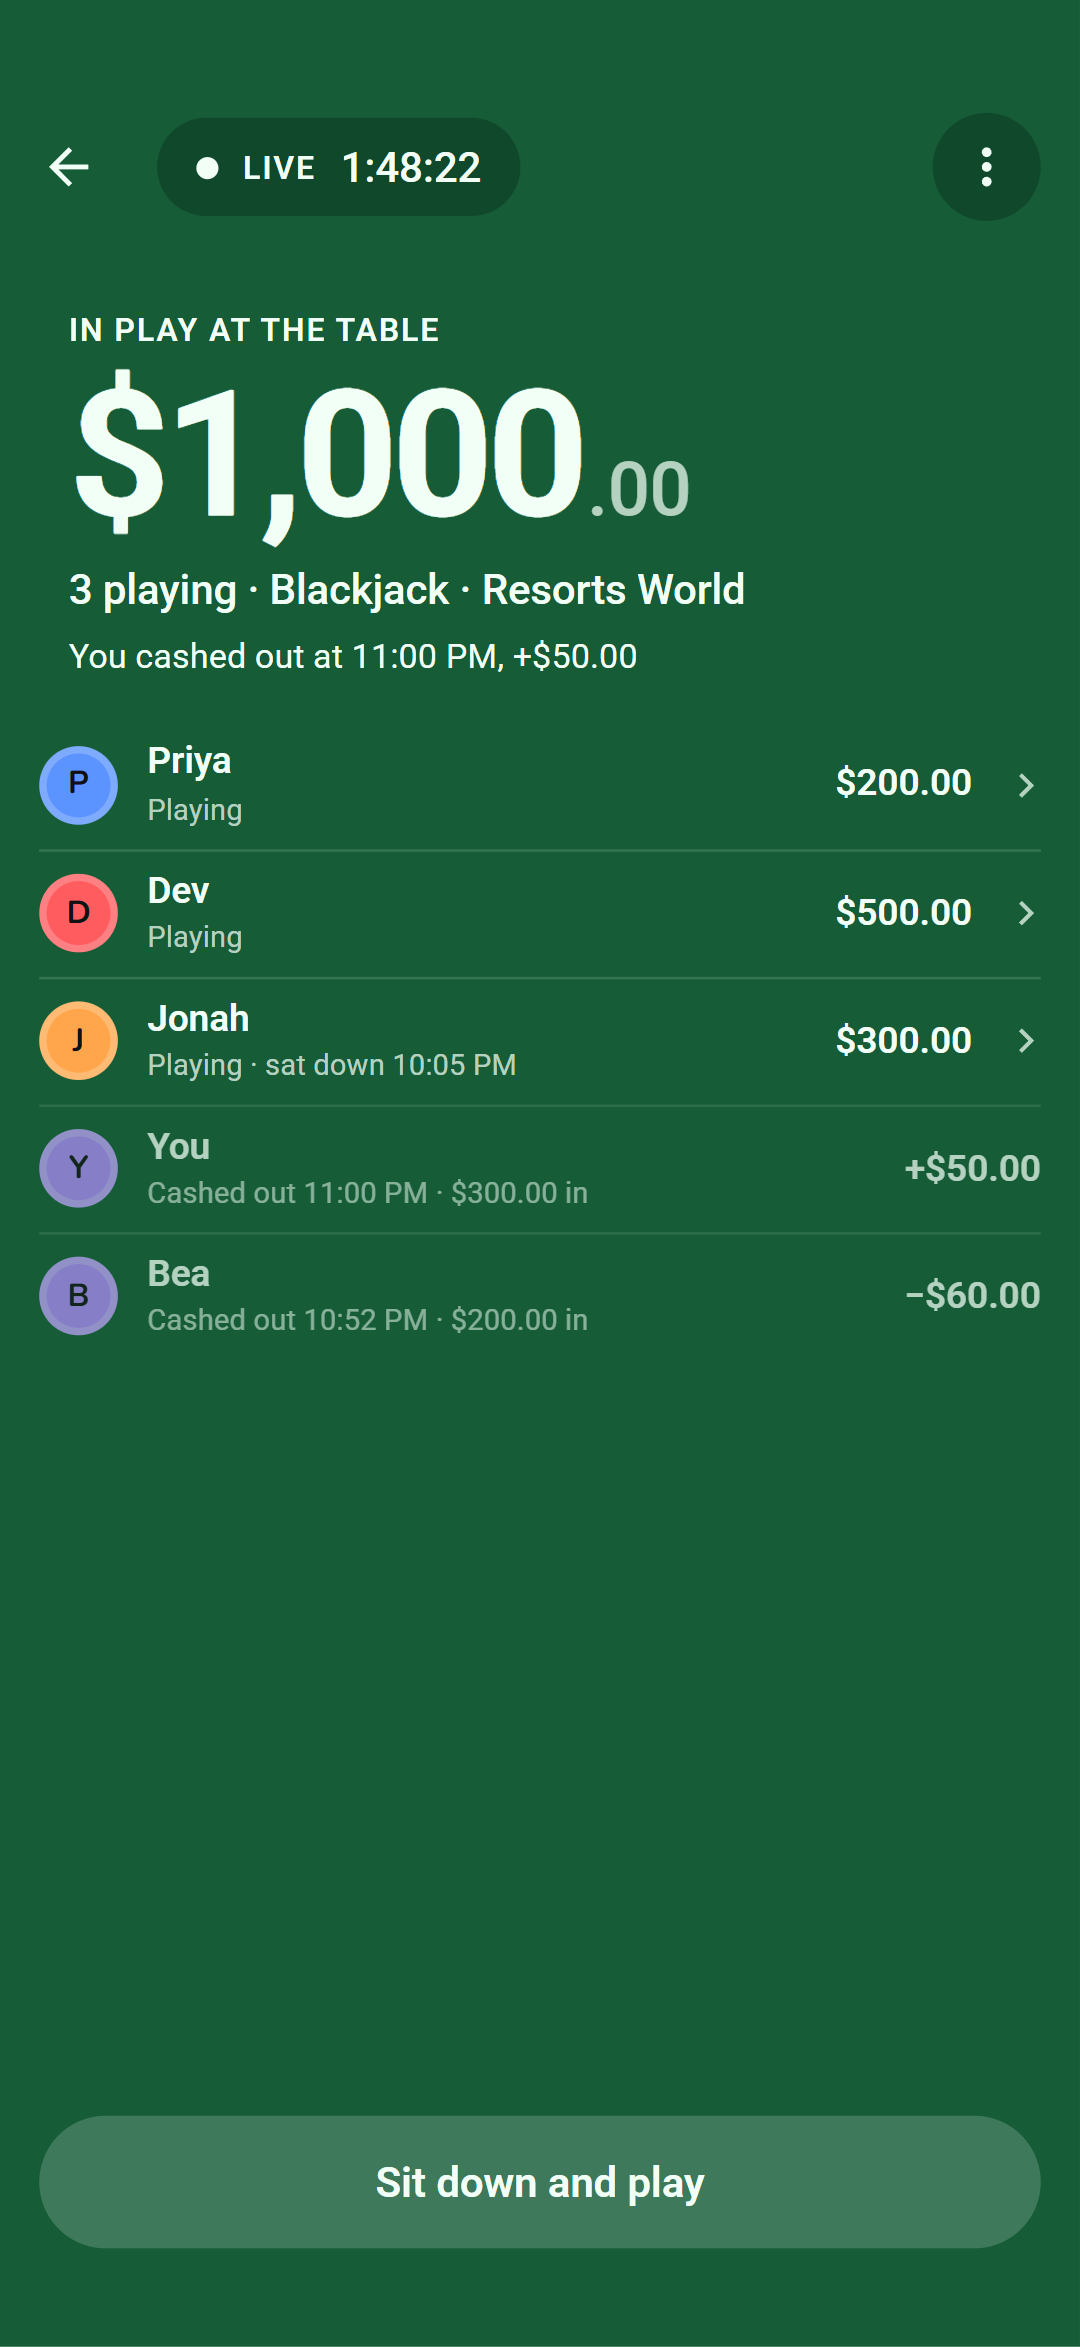 LIVE 1:48:22
IN PLAY AT THE TABLE
$1,000.00
3 playing · Blackjack · Resorts World
You cashed out at 11:00 PM, +$50.00
P
Priya
Playing
$200.00
D
Dev
Playing
$500.00
J
Jonah
Playing · sat down 10:05 PM
$300.00
Y
You
Cashed out 11:00 PM · $300.00 in
+$50.00
B
Bea
Cashed out 10:52 PM · $200.00 in
−$60.00
Sit down and play